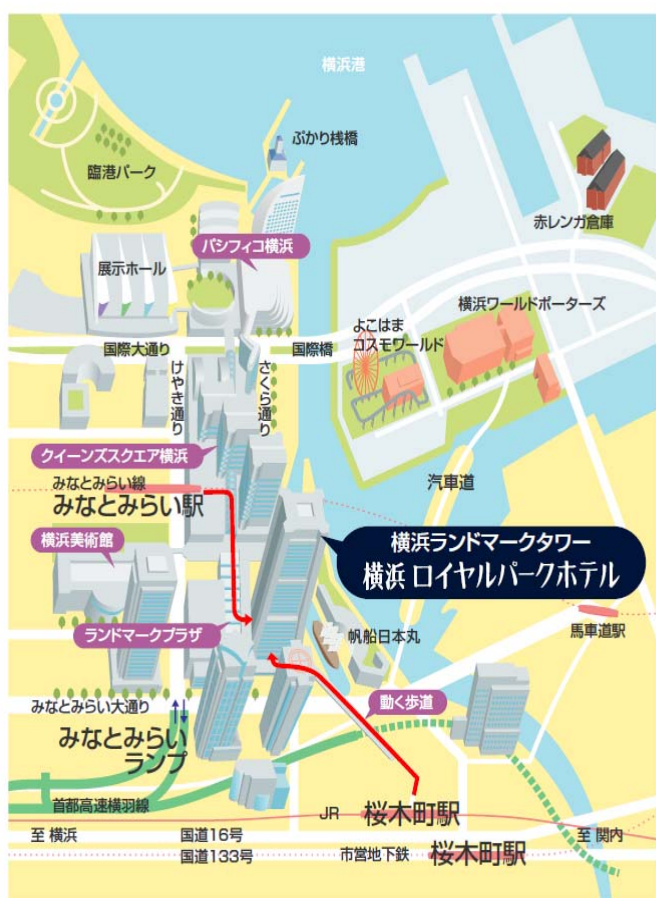 横浜港
ぷかり桟橋
臨港パーク
赤レンガ倉庫
パシフィコ横浜
展示ホール
横浜ワールドポーターズ
よこはま
コスモワールド
国際大通り
国際橋
けやき通り
さくら通り
クイーンズスクエア横浜
みなとみらい線
みなとみらい駅
汽車道
横浜美術館
横浜ランドマークタワー
横浜 ロイヤルパークホテル
ランドマークプラザ
帆船日本丸
馬車道駅
みなとみらい大通り
動く歩道
みなとみらい
ランプ
首都高速横羽線
JR 桜木町駅
至 横浜
国道16号
至 関内
国道133号
市営地下鉄 桜木町駅